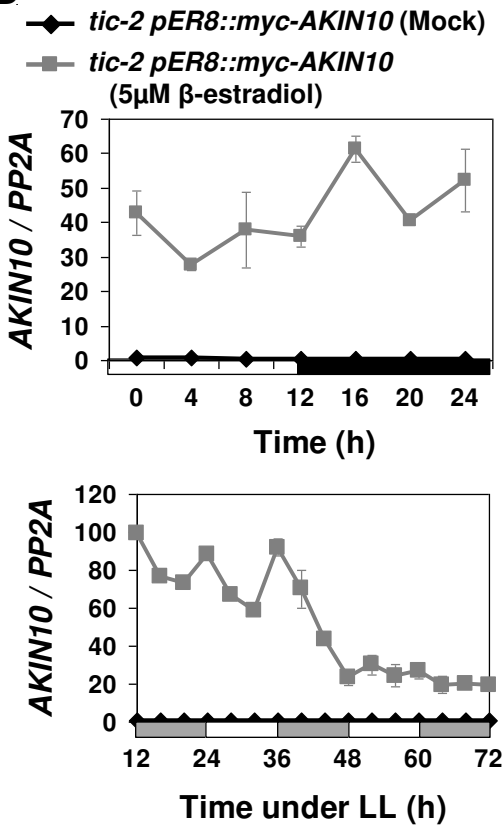 tic-2 pER8::myc-AKIN10 (Mock)
tic-2 pER8::myc-AKIN10
(5µM β-estradiol)
AKIN10 / PP2A
70
60
50
40
30
20
10
0
0 4 8 12 16 20 24
Time (h)
AKIN10 / PP2A
120
100
80
60
40
20
0
12 24 36 48 60 72
Time under LL (h)